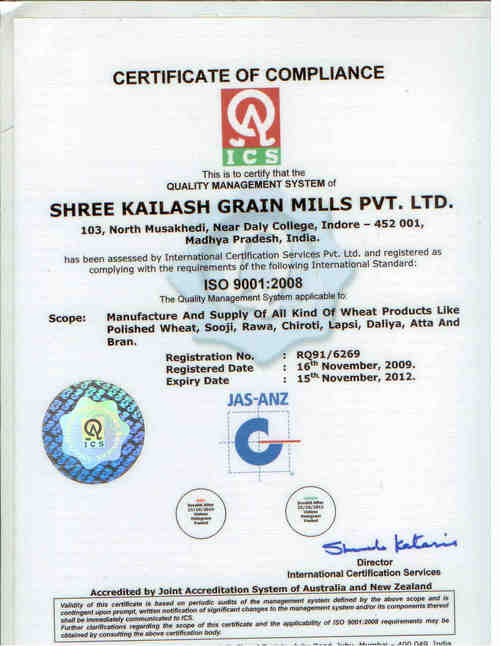 CERTIFICATE OF COMPLIANCE
ICS
This is to certify that the
QUALITY MANAGEMENT SYSTEM of
SHREE KAILASH GRAIN MILLS PVT. LTD.
103, North Musakhedi, Near Daly College, Indore – 452 001,
Madhya Pradesh, India.
has been assessed by International Certification Services Pvt. Ltd. and registered as
complying with the requirements of the following International Standard:
ISO 9001:2008
The Quality Management System applicable to:
Scope: Manufacture And Supply Of All Kind Of Wheat Products Like
Polished Wheat, Sooji, Rawa, Chiroti, Lapsi, Daliya, Atta And
Bran.
Registration No. : RQ91/6269
Registered Date : 16th November, 2009.
Expiry Date : 15th November, 2012.
JAS-ANZ
ICS
Director
International Certification Services
Accredited by Joint Accreditation System of Australia and New Zealand
Validity of this certificate is based on periodic audits of the management system defined by the above scope and is
contingent upon prompt, written notification of significant changes to the management system and/or its components thereof
shall be immediately communicated to ICS.
Further clarifications regarding the scope of this certificate and the applicability of ISO 9001:2008 requirements may be
obtained by consulting the above certification body.